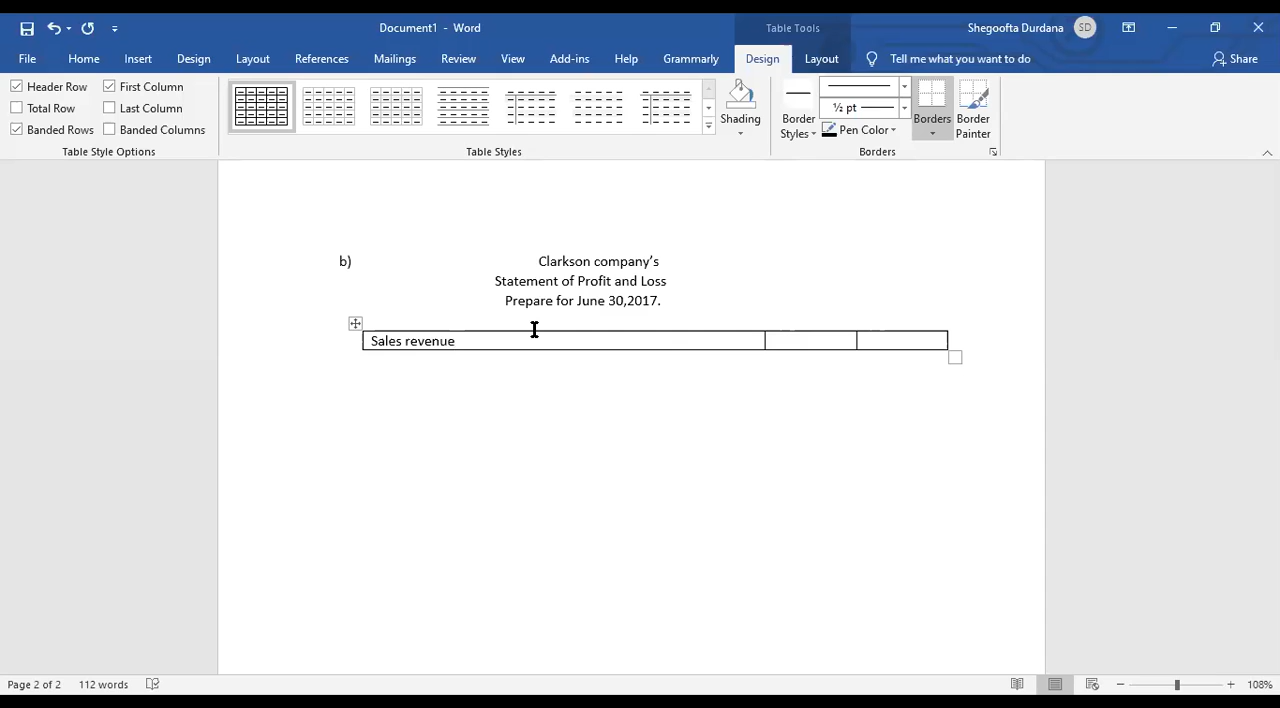 Document1 - Word
Table Tools
Shegoofta Durdana
SD
File
Home
Insert
Design
Layout
References
Mailings
Review
View
Add-ins
Help
Grammarly
Design
Layout
Tell me what you want to do
Share
Header Row
First Column
Total Row
Last Column
Banded Rows
Banded Columns
Table Style Options
Table Styles
Shading
Border Styles
½ pt
Pen Color
Borders
Border Painter
Borders
b)
Clarkson company’s
Statement of Profit and Loss
Prepare for June 30,2017.
Sales revenue
Page 2 of 2
112 words
108%